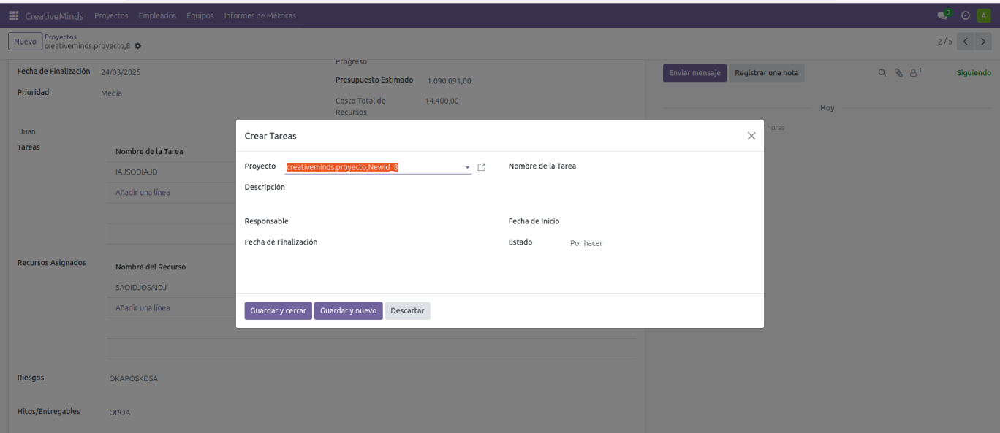 CreativeMinds Proyectos Empleados Equipos Informes de Métricas 3 A
Nuevo Proyectos
creativeminds.proyecto,8 2 / 5
Fecha de Finalización 24/03/2025
Prioridad Media
Progreso
Presupuesto Estimado 1.090.091,00
Costo Total de 14.400,00
Recursos
Enviar mensaje Registrar una nota 1 Siguiendo
Hoy
horas
Juan
Tareas
Nombre de la Tarea
IAJSODIAJD
Añadir una línea
Recursos Asignados
Nombre del Recurso
SAOIDJOSAIDJ
Añadir una línea
Riesgos OKAPOSKDSA
Hitos/Entregables OPOA
Crear Tareas
Proyecto creativeminds.proyecto,NewId_8 Nombre de la Tarea
Descripción
Responsable Fecha de Inicio
Fecha de Finalización Estado Por hacer
Guardar y cerrar Guardar y nuevo Descartar